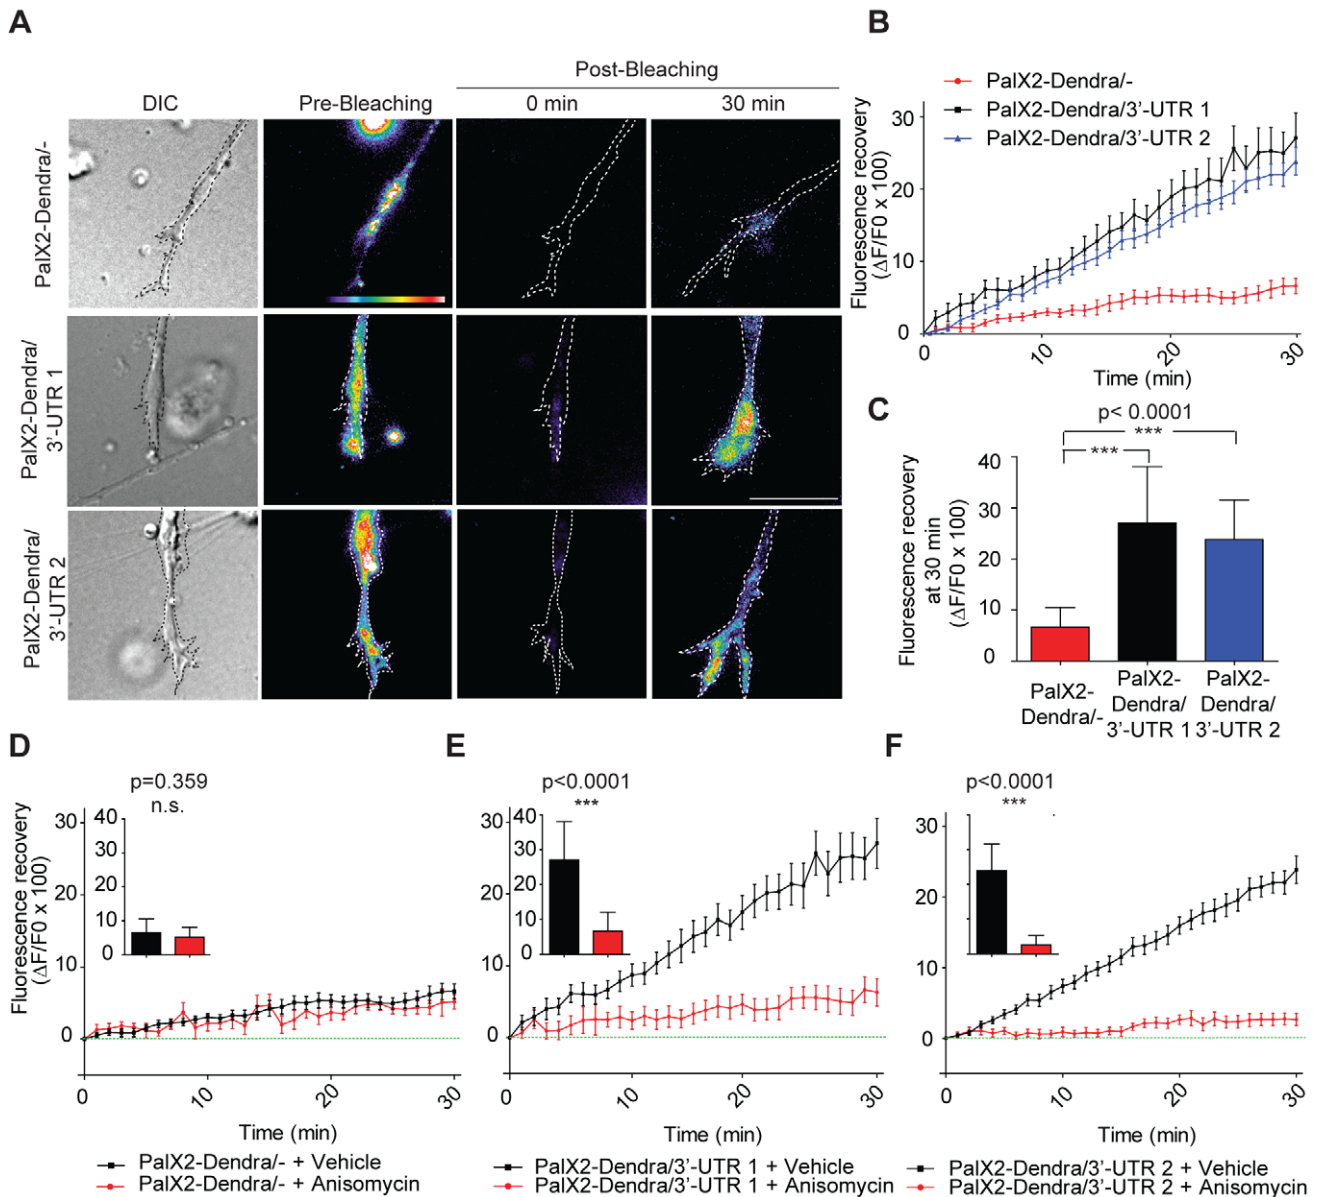 A
Post-Bleaching
DIC
Pre-Bleaching
0 min
30 min
PalX2-Dendra/-
PalX2-Dendra/
3'-UTR 1
PalX2-Dendra/
3'-UTR 2
B
PalX2-Dendra/-
PalX2-Dendra/3'-UTR 1
PalX2-Dendra/3'-UTR 2
Fluorescence recovery
(ΔF/F0 x 100)
30
20
10
0
0
10
20
30
Time (min)
C
p< 0.0001
***
***
Fluorescence recovery
at 30 min
(ΔF/F0 x 100)
40
30
20
10
0
PalX2-
Dendra/-
PalX2-
Dendra/
3'-UTR 1
PalX2-
Dendra/
3'-UTR 2
D
p=0.359
n.s.
Fluorescence recovery
(ΔF/F0 x 100)
30
20
10
0
40
30
20
10
0
0
10
20
30
Time (min)
PalX2-Dendra/- + Vehicle
PalX2-Dendra/- + Anisomycin
E
p<0.0001
***
30
20
10
0
40
30
20
10
0
0
10
20
30
Time (min)
PalX2-Dendra/3'-UTR 1 + Vehicle
PalX2-Dendra/3'-UTR 1 + Anisomycin
F
p<0.0001
***
30
20
10
0
0
10
20
30
Time (min)
PalX2-Dendra/3'-UTR 2 + Vehicle
PalX2-Dendra/3'-UTR 2 + Anisomycin